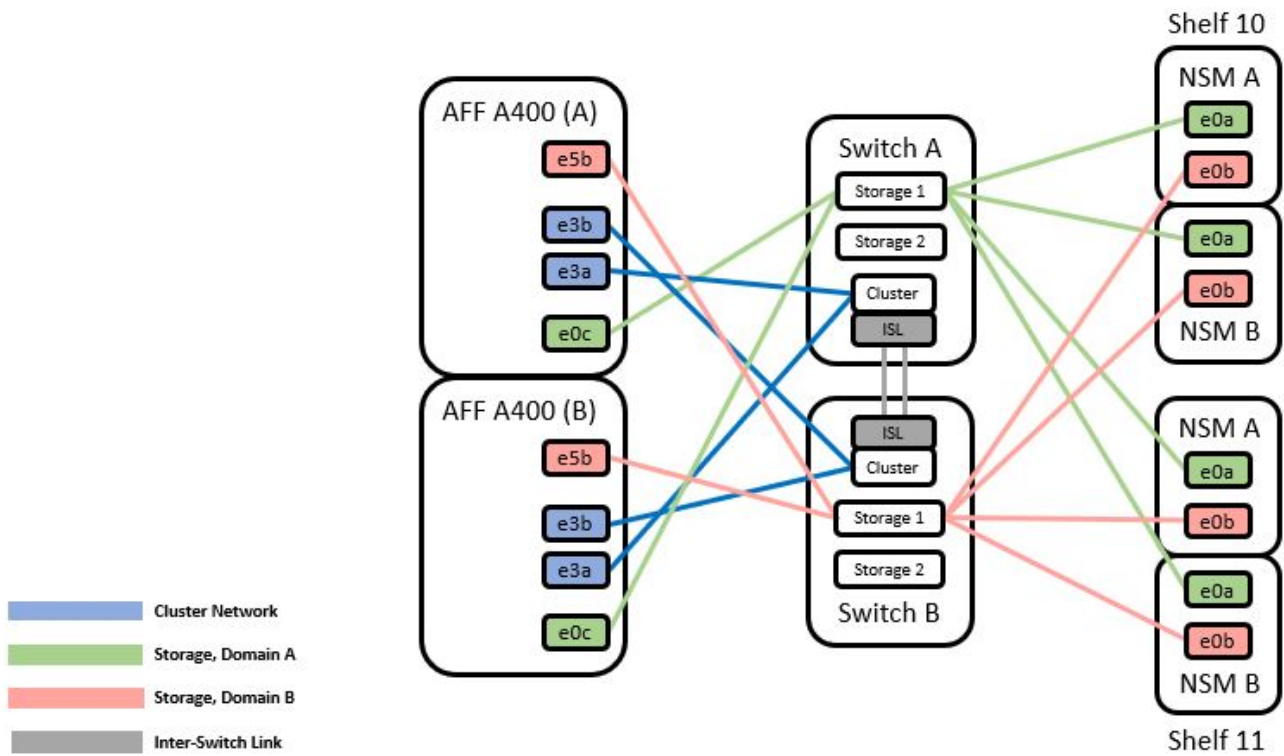 Shelf 10
AFF A400 (A)
e5b
e3b
e3a
e0c
AFF A400 (B)
e5b
e3b
e3a
e0c
Switch A
Storage 1
Storage 2
Cluster
ISL
ISL
Cluster
Storage 1
Storage 2
Switch B
NSM A
e0a
e0b
e0a
e0b
NSM B
NSM A
e0a
e0b
e0a
e0b
NSM B
Shelf 11
Cluster Network
Storage, Domain A
Storage, Domain B
Inter-Switch Link